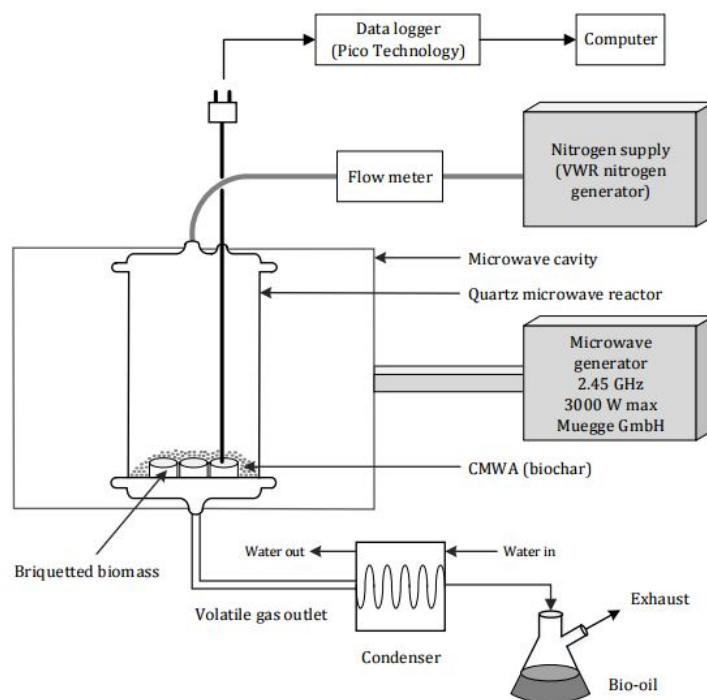 Data logger
(Pico Technology)
Computer
Nitrogen supply
(VWR nitrogen
generator)
Flow meter
Microwave cavity
Quartz microwave reactor
Microwave
generator
2.45 GHz
3000 W max
Muegge GmbH
CMWA (biochar)
Water out
Water in
Briquetted biomass
Volatile gas outlet
Condenser
Exhaust
Bio-oil